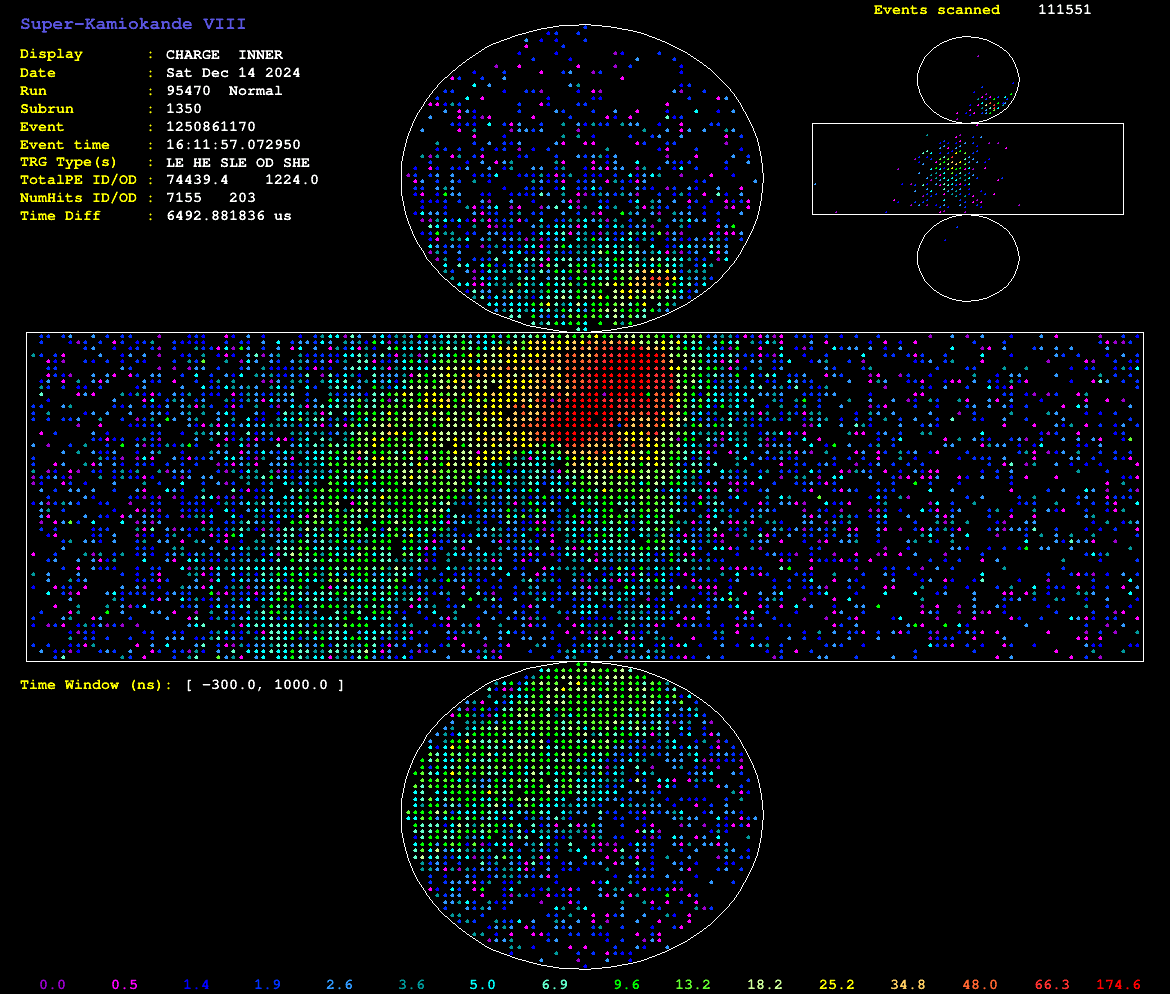 Super-Kamiokande VIII
Events scanned 111551
Display : CHARGE INNER
Date : Sat Dec 14 2024
Run : 95470 Normal
Subrun : 1350
Event : 1250861170
Event time : 16:11:57.072950
TRG Type(s) : LE HE SLE OD SHE
TotalPE ID/OD : 74439.4 1224.0
NumHits ID/OD : 7155 203
Time Diff : 6492.881836 us
Time Window (ns): [ -300.0, 1000.0 ]
0.0 0.5 1.4 1.9 2.6 3.6 5.0 6.9 9.6 13.2 18.2 25.2 34.8 48.0 66.3 174.6